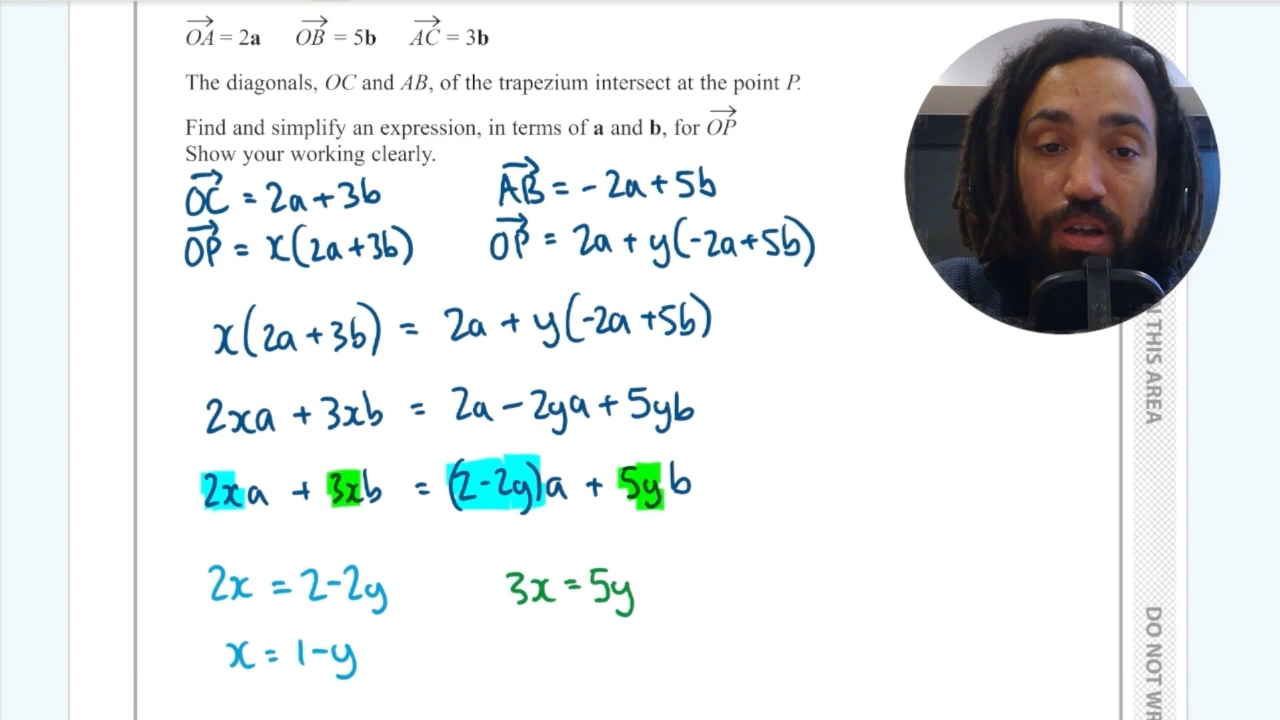 OA = 2a OB = 5b AC = 3b
The diagonals, OC and AB, of the trapezium intersect at the point P.
Find and simplify an expression, in terms of a and b, for OP
Show your working clearly.
OC = 2a + 3b AB = - 2a + 5b
OP = x(2a + 3b) OP = 2a + y(-2a+5b)
x(2a + 3b) = 2a + y(-2a +5b)
2xa + 3xb = 2a - 2ya + 5yb
2xa + 3xb = (2-2y)a + 5yb
2x = 2-2y 3x = 5y
x = 1-y
THIS AREA
DO NOT